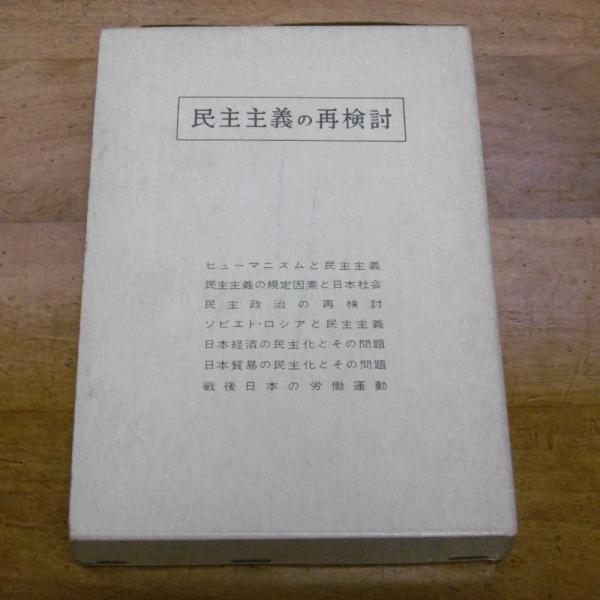 民主主義の再検討
ヒューマニズムと民主主義
民主主義の規定因素と日本社会
民主政治の再検討
ソビエト・ロシアと民主主義
日本経済の民主化とその問題
日本貿易の民主化とその問題
戦後日本の労働運動